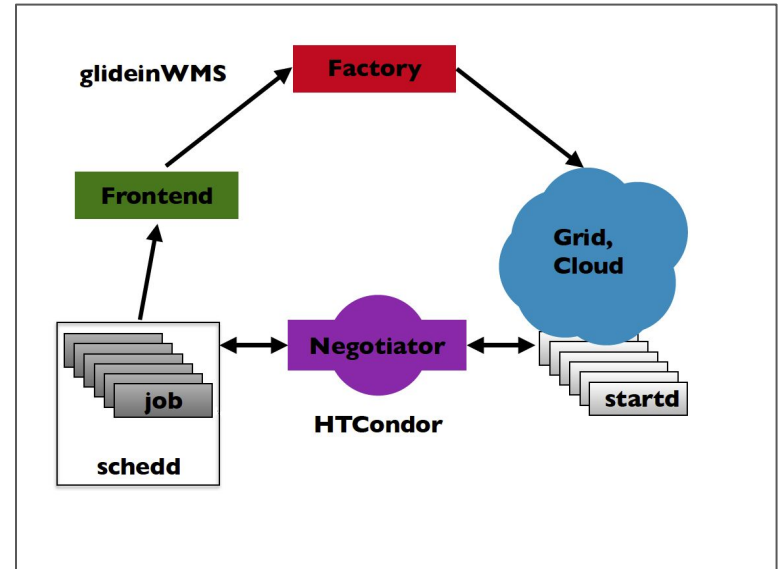 glideinWMS
Factory
Frontend
Grid,
Cloud
Negotiator
job
startd
HTCondor
schedd